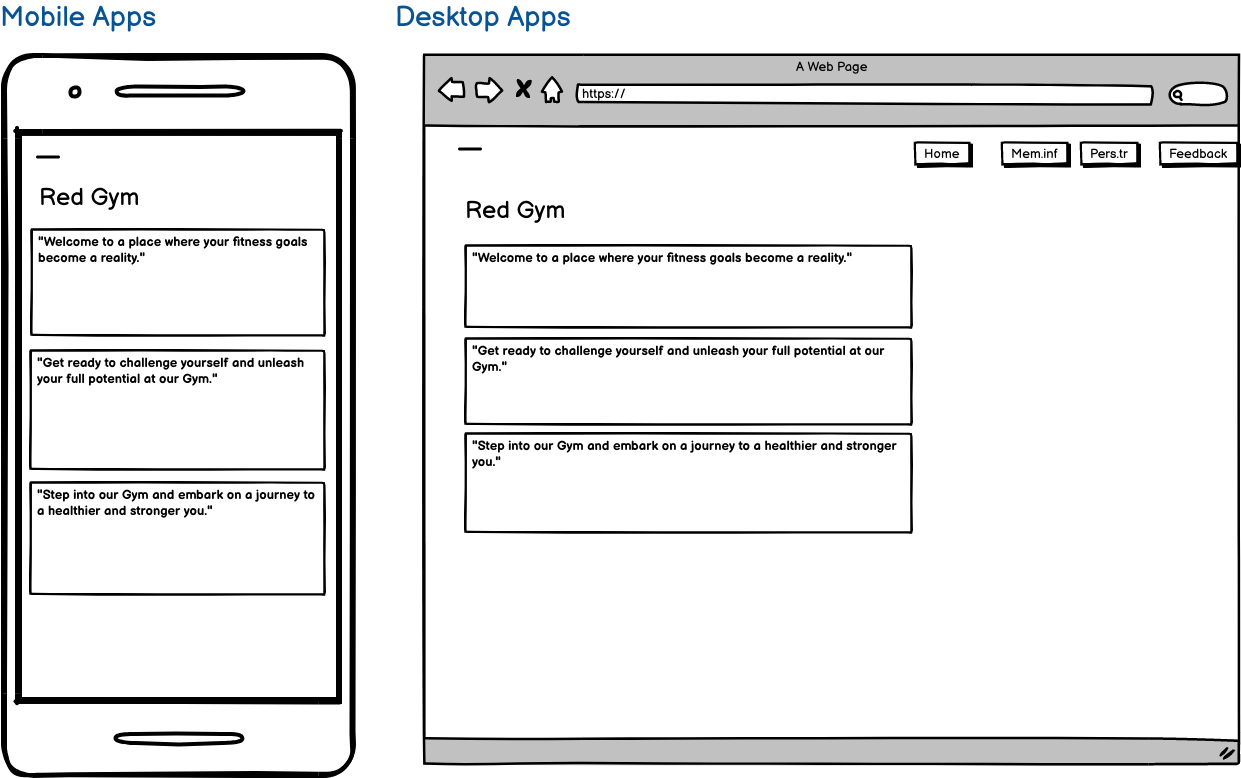 Mobile Apps
Red Gym
"Welcome to a place where your fitness goals
become a reality."
"Get ready to challenge yourself and unleash
your full potential at our Gym."
"Step into our Gym and embark on a journey to
a healthier and stronger you."
Desktop Apps
A Web Page
https://
Home Mem.inf Pers.tr Feedback
Red Gym
"Welcome to a place where your fitness goals become a reality."
"Get ready to challenge yourself and unleash your full potential at our
Gym."
"Step into our Gym and embark on a journey to a healthier and stronger
you."